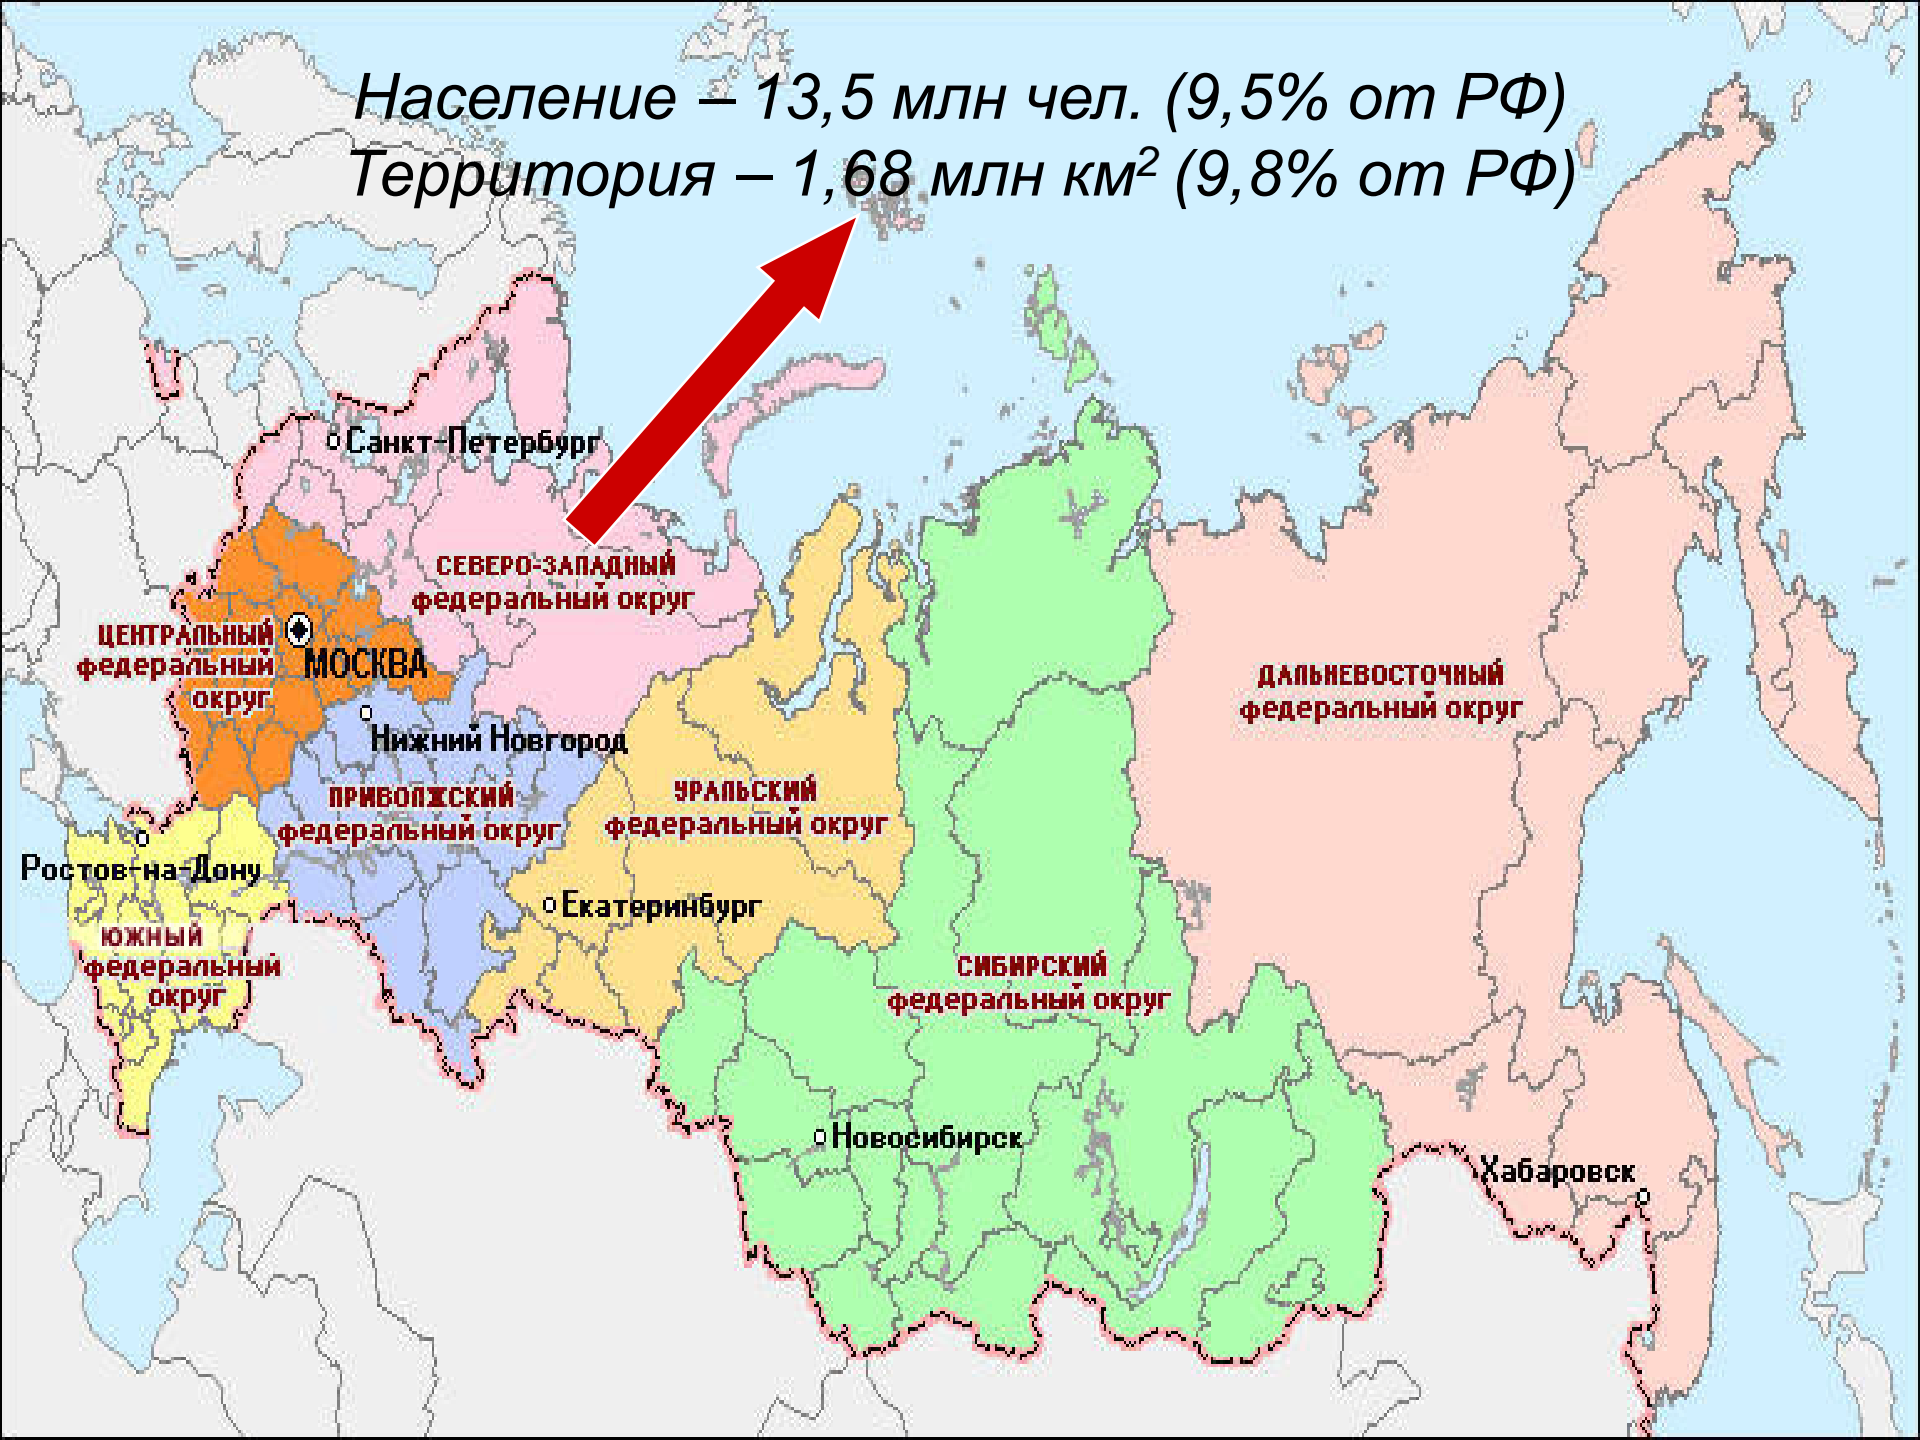 Население – 13,5 млн чел. (9,5% от РФ)
Территория – 1,68 млн км² (9,8% от РФ)
Санкт-Петербург
СЕВЕРО-ЗАПАДНЫЙ
федеральный округ
ЦЕНТРАЛЬНЫЙ
федеральный
округ
МОСКВА
ДАЛЬНЕВОСТОЧНЫЙ
федеральный округ
Нижний Новгород
ПРИВОЛЖСКИЙ
федеральный округ
УРАЛЬСКИЙ
федеральный округ
Ростов-на-Дону
Екатеринбург
ЮЖНЫЙ
федеральный
округ
СИБИРСКИЙ
федеральный округ
Новосибирск
Хабаровск